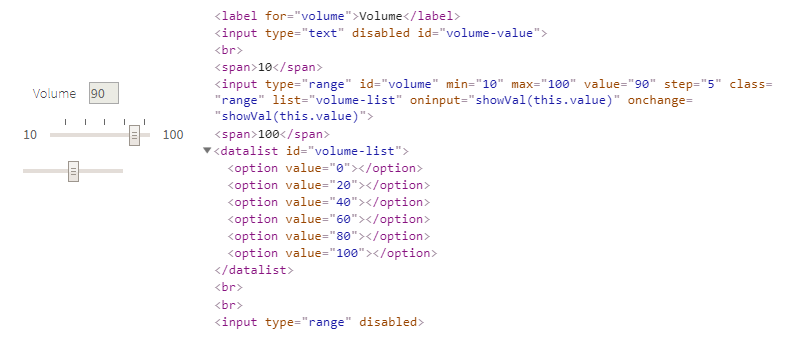 Volume 90
10 100
<label for="volume">Volume</label>
<input type="text" disabled id="volume-value">
<br>
<span>10</span>
<input type="range" id="volume" min="10" max="100" value="90" step="5" class=
"range" list="volume-list" oninput="showVal(this.value)" onchange=
"showVal(this.value)">
<span>100</span>
<datalist id="volume-list">
<option value="0"></option>
<option value="20"></option>
<option value="40"></option>
<option value="60"></option>
<option value="80"></option>
<option value="100"></option>
</datalist>
<br>
<br>
<input type="range" disabled>